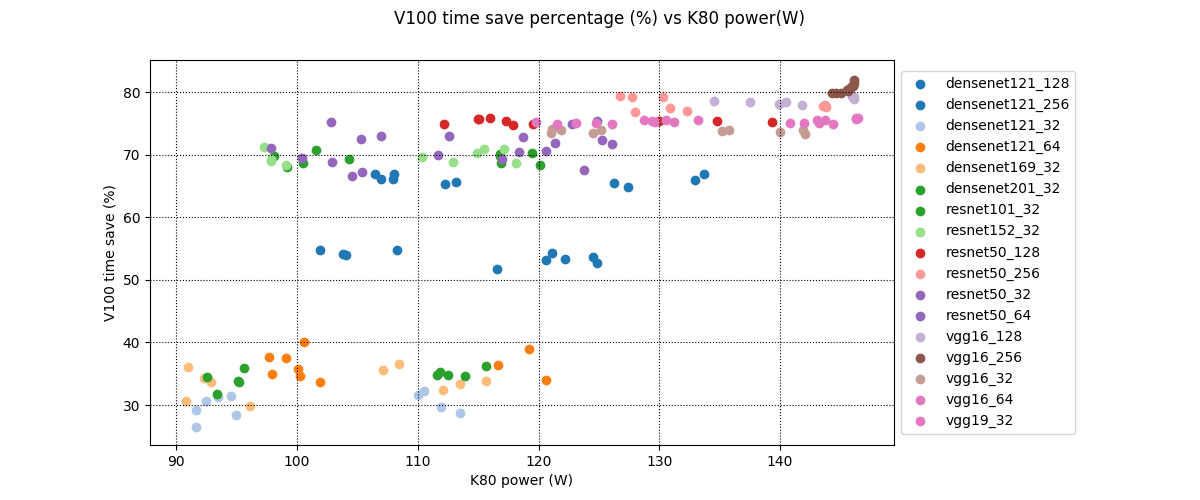 V100 time save percentage (%) vs K80 power(W)
V100 time save (%)
80
70
60
50
40
30
90
100
110
120
130
140
K80 power (W)
densenet121_128
densenet121_256
densenet121_32
densenet121_64
densenet169_32
densenet201_32
resnet101_32
resnet152_32
resnet50_128
resnet50_256
resnet50_32
resnet50_64
vgg16_128
vgg16_256
vgg16_32
vgg16_64
vgg19_32